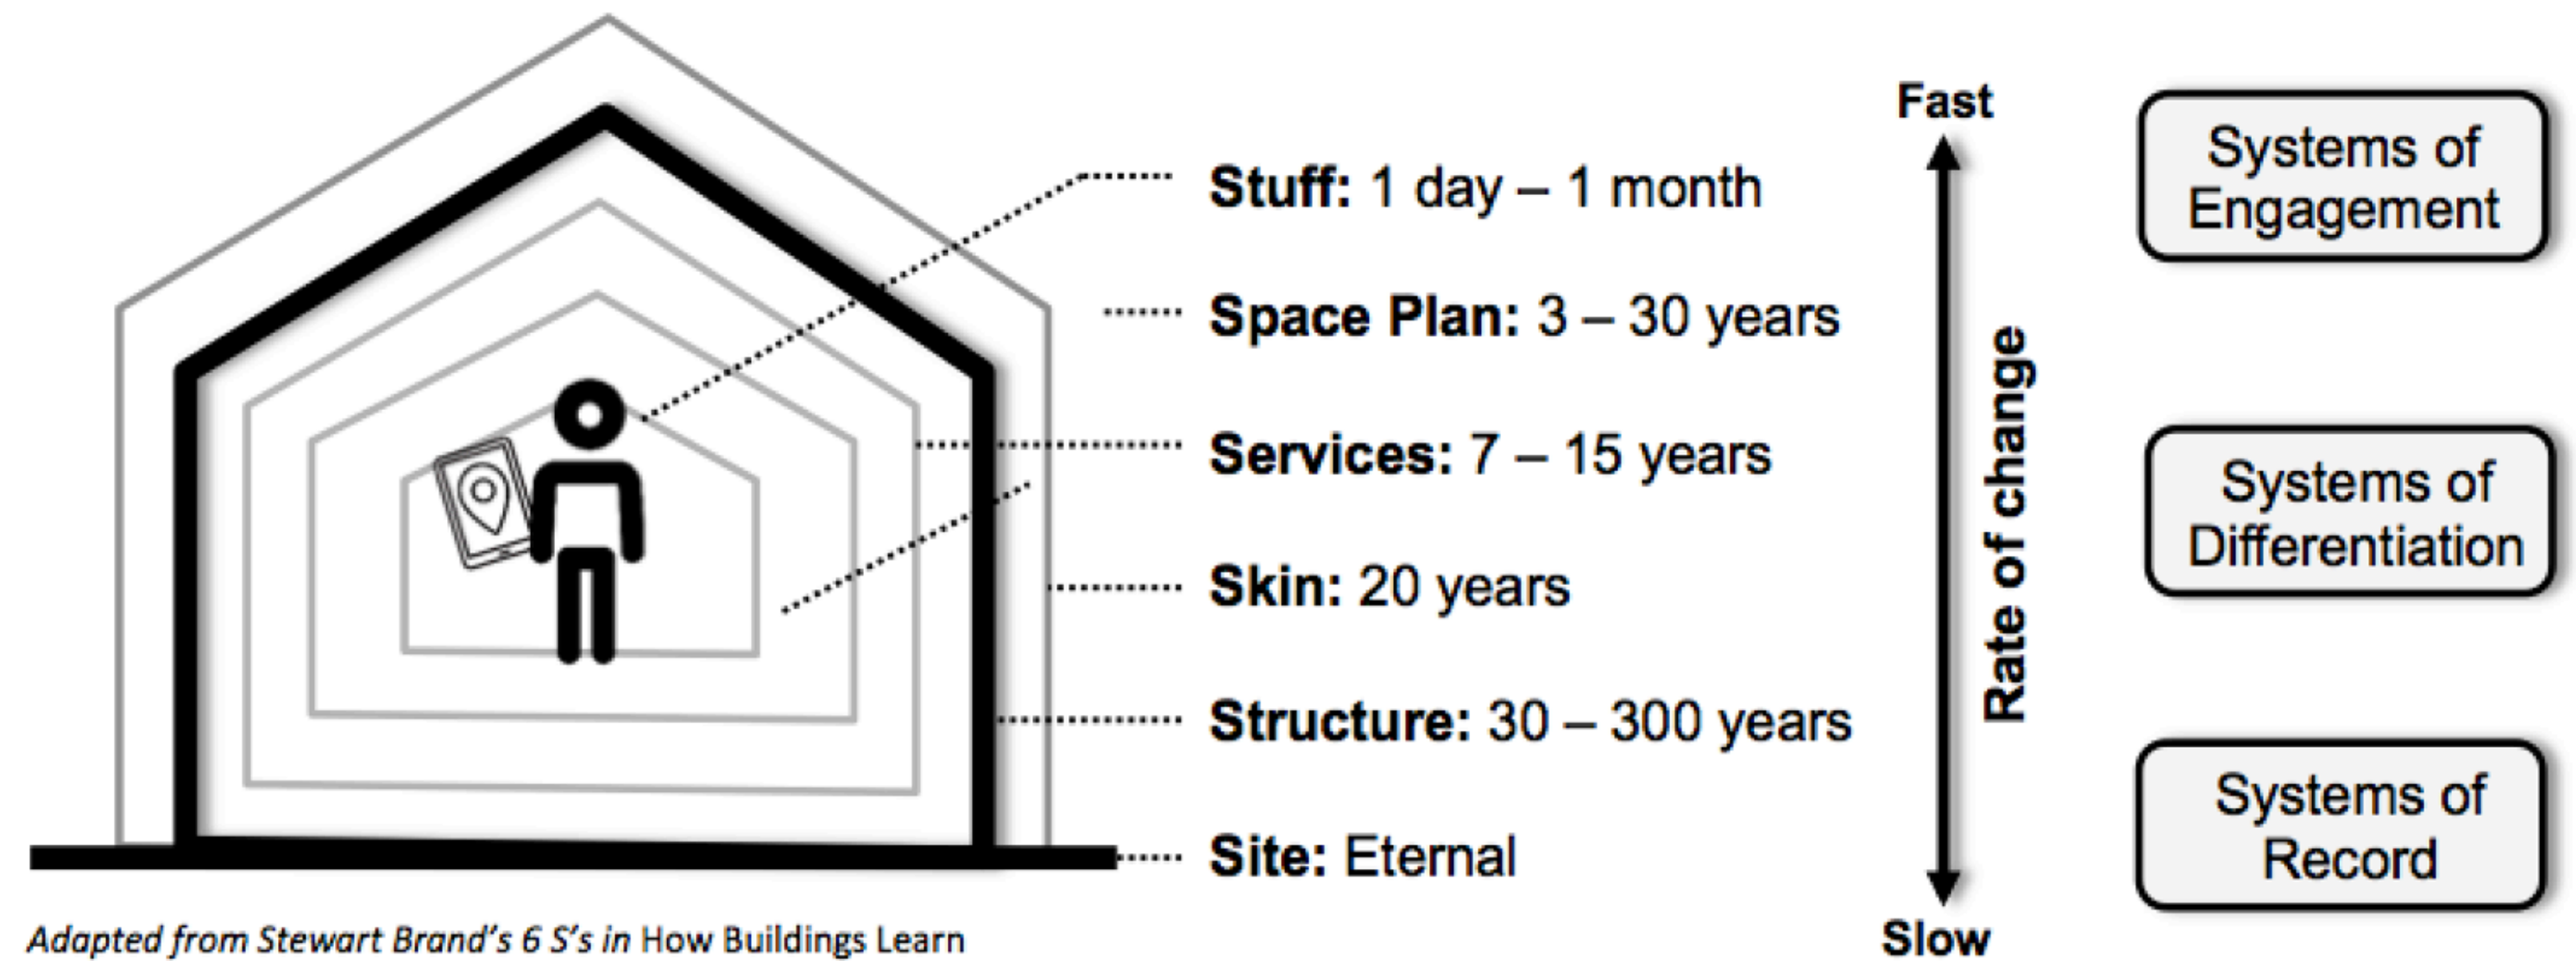 Fast
Stuff: 1 day – 1 month
Space Plan: 3 – 30 years
Services: 7 – 15 years
Skin: 20 years
Structure: 30 – 300 years
Site: Eternal
Rate of change
Slow
Systems of
Engagement
Systems of
Differentiation
Systems of
Record
Adapted from Stewart Brand's 6 S's in How Buildings Learn